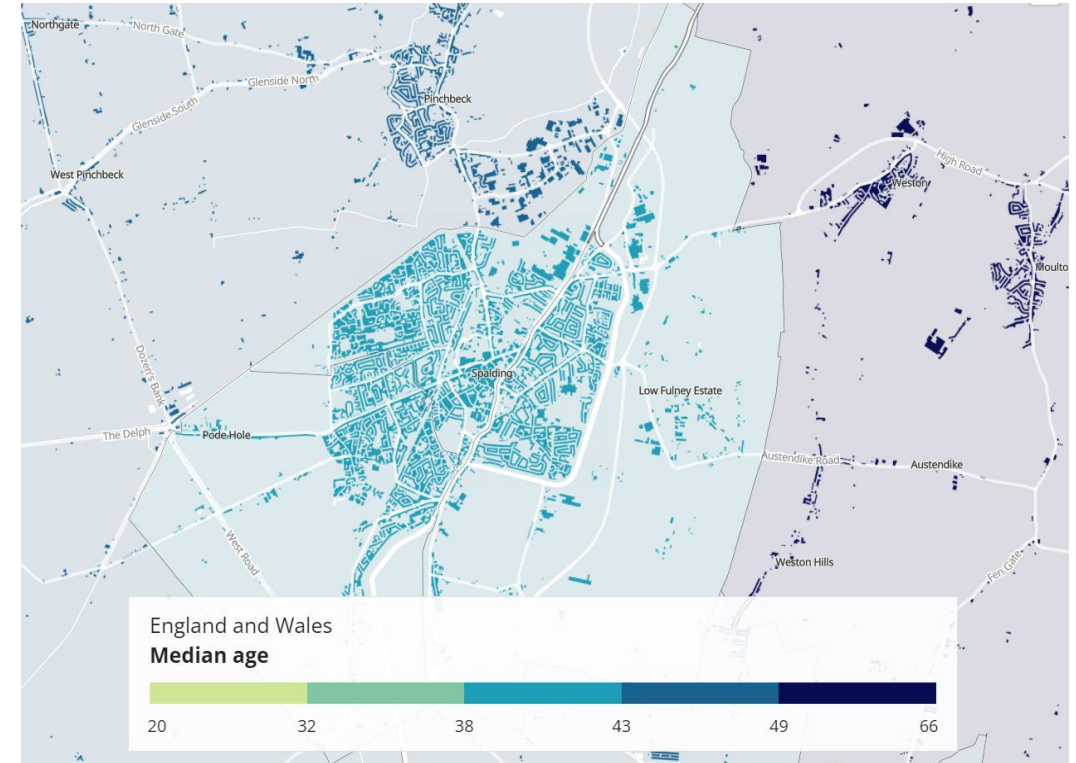 Northgate
North Gate
Glenside North
Pinchbeck
Glenside South
West Pinchbeck
High Road
Weston
Moulto
Dozen's Bank
Spalding
Low Fulney Estate
The Delph
Pode Hole
Austendike Road
Austendike
West Road
Weston Hills
Fen Gate
England and Wales
Median age
20 32 38 43 49 66